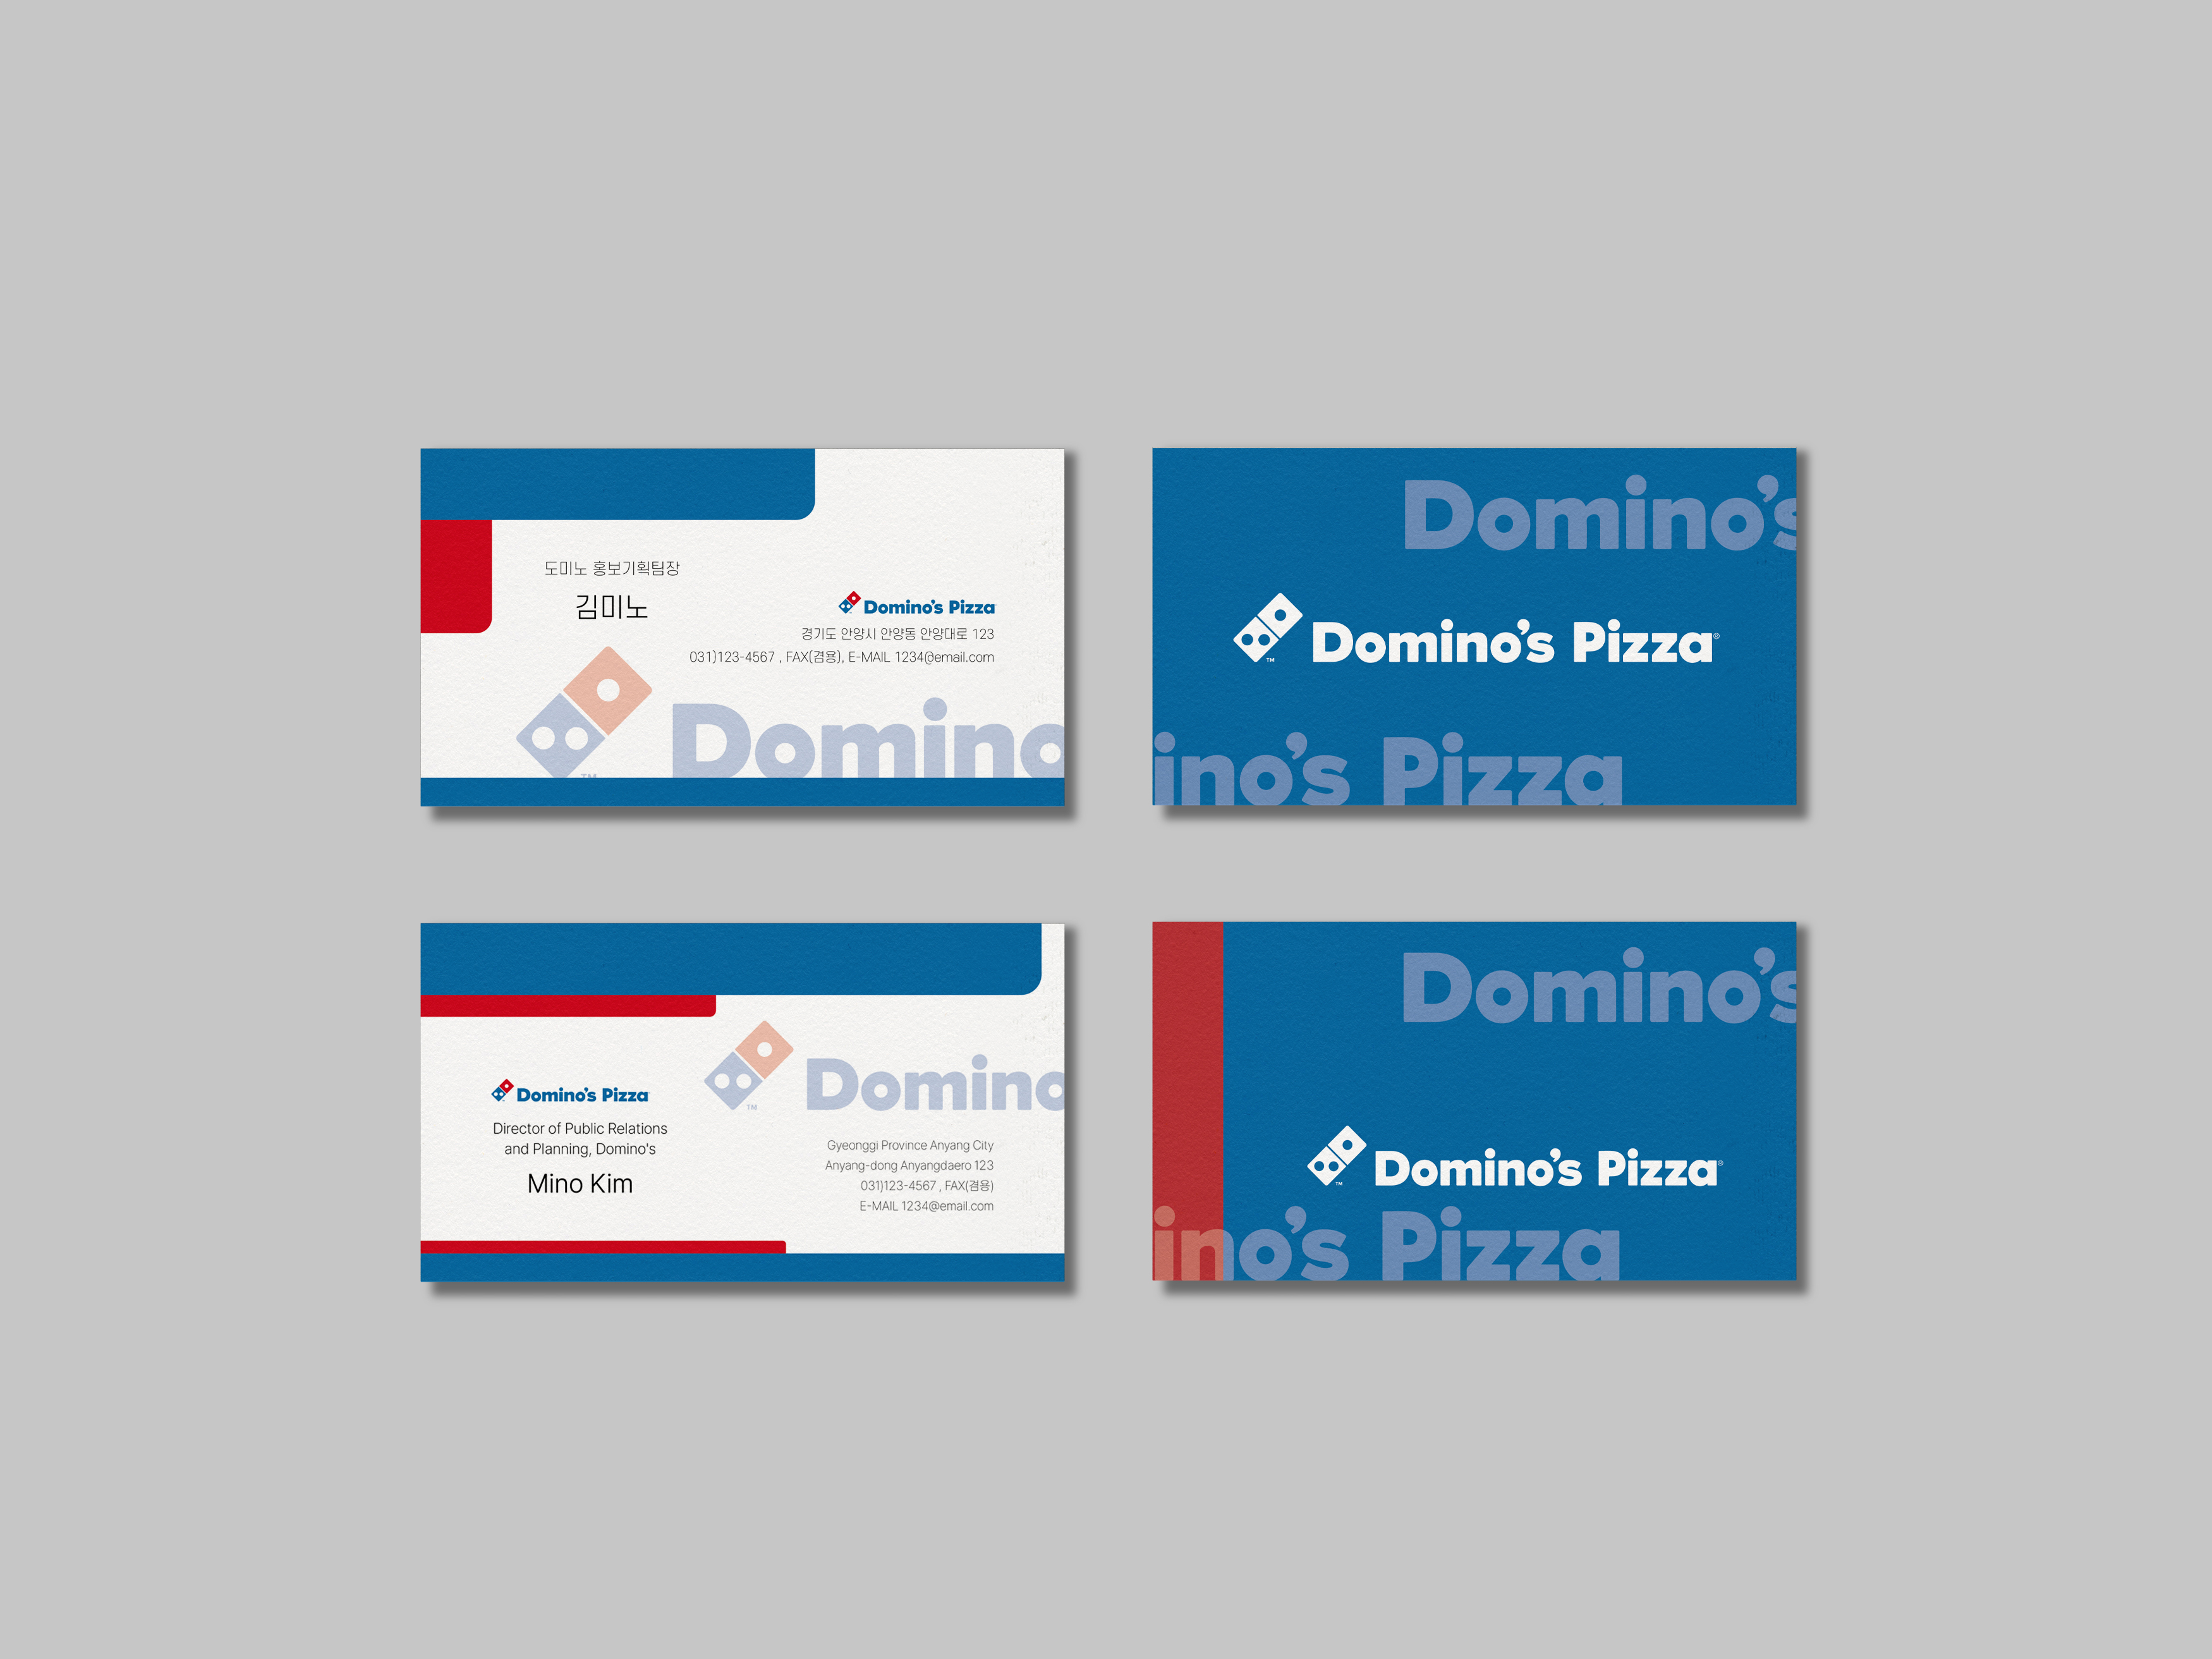 도미노 홍보기획팀장
김미노
Domino's Pizza
경기도 안양시 안양동 안양대로 123
031)123-4567 , FAX(겸용), E-MAIL 1234@email.com
TM
Domino
Domino's
Domino's Pizza®
TM
ino's Pizza
Domino's Pizza
Director of Public Relations
and Planning, Domino's
Mino Kim
TM
Domino
Gyeonggi Province Anyang City
Anyang-dong Anyangdaero 123
031)123-4567 , FAX(겸용)
E-MAIL 1234@email.com
Domino's
Domino's Pizza®
TM
ino's Pizza